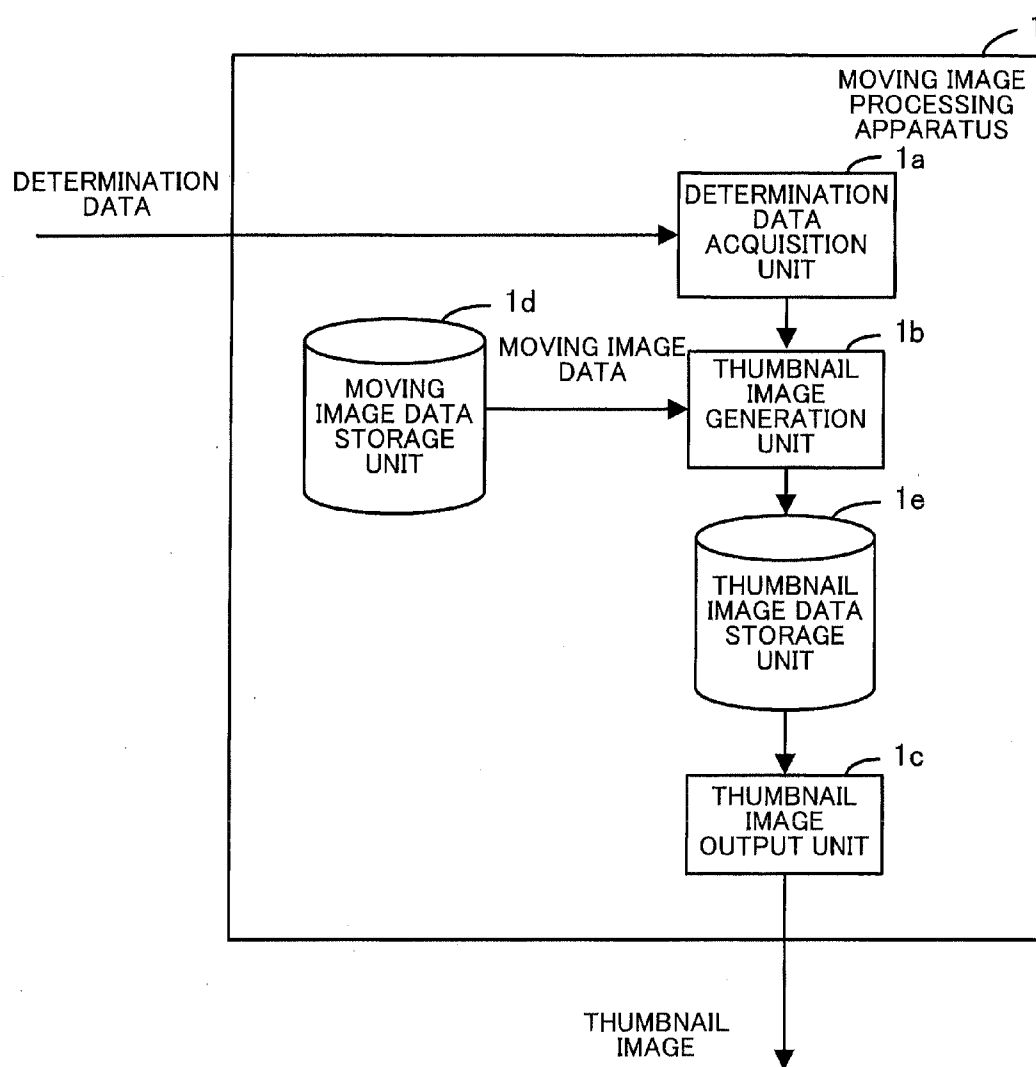 1
MOVING IMAGE
PROCESSING
APPARATUS
1a
DETERMINATION
DATA
DETERMINATION
DATA
ACQUISITION
UNIT
1d
MOVING IMAGE
DATA
1b
MOVING
IMAGE DATA
STORAGE
UNIT
THUMBNAIL
IMAGE
GENERATION
UNIT
1e
THUMBNAIL
IMAGE DATA
STORAGE
UNIT
1c
THUMBNAIL
IMAGE
OUTPUT UNIT
THUMBNAIL
IMAGE